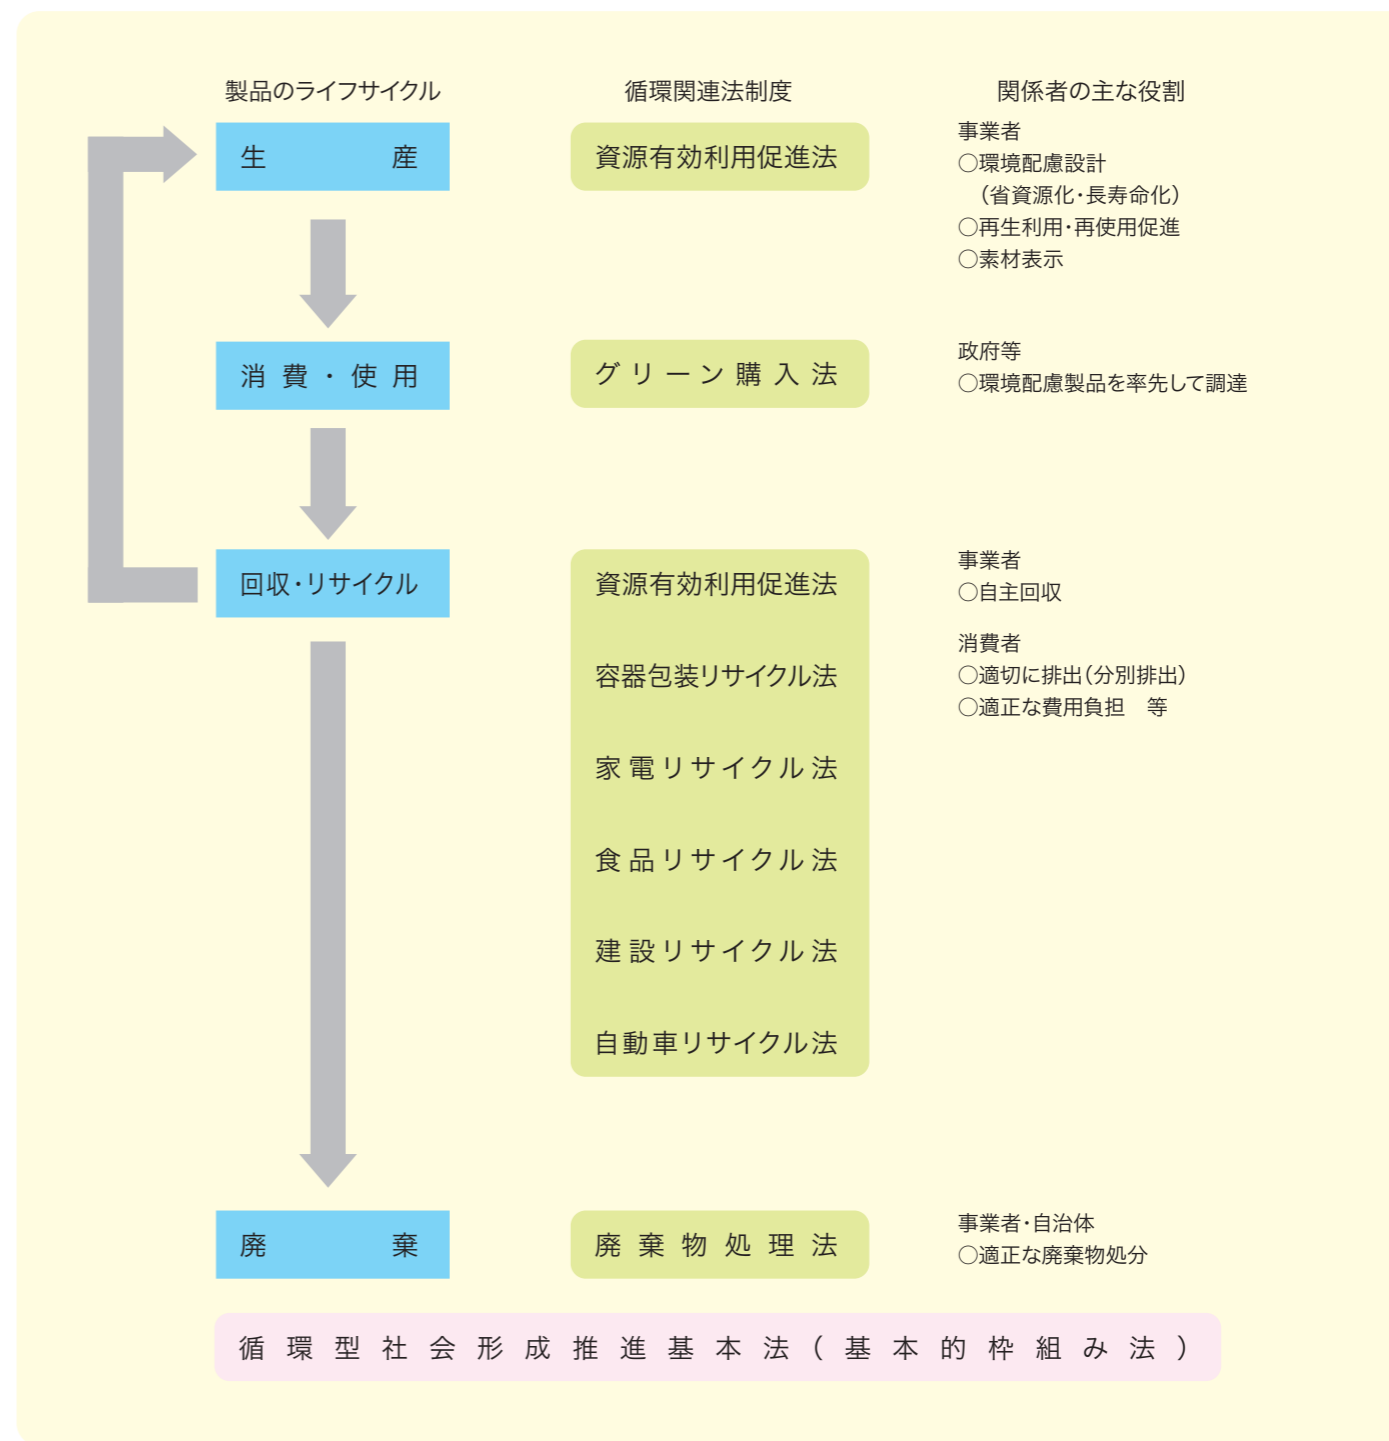 製品のライフサイクル
循環関連法制度
関係者の主な役割
生産
資源有効利用促進法
事業者
○環境配慮設計
（省資源化・長寿命化）
○再生利用・再使用促進
○素材表示
消費・使用
グリーン購入法
政府等
○環境配慮製品を率先して調達
回収・リサイクル
資源有効利用促進法
容器包装リサイクル法
家電リサイクル法
食品リサイクル法
建設リサイクル法
自動車リサイクル法
事業者
○自主回収
消費者
○適切に排出（分別排出）
○適正な費用負担　等
廃棄
廃棄物処理法
事業者・自治体
○適正な廃棄物処分
循環型社会形成推進基本法（基本的枠組み法）